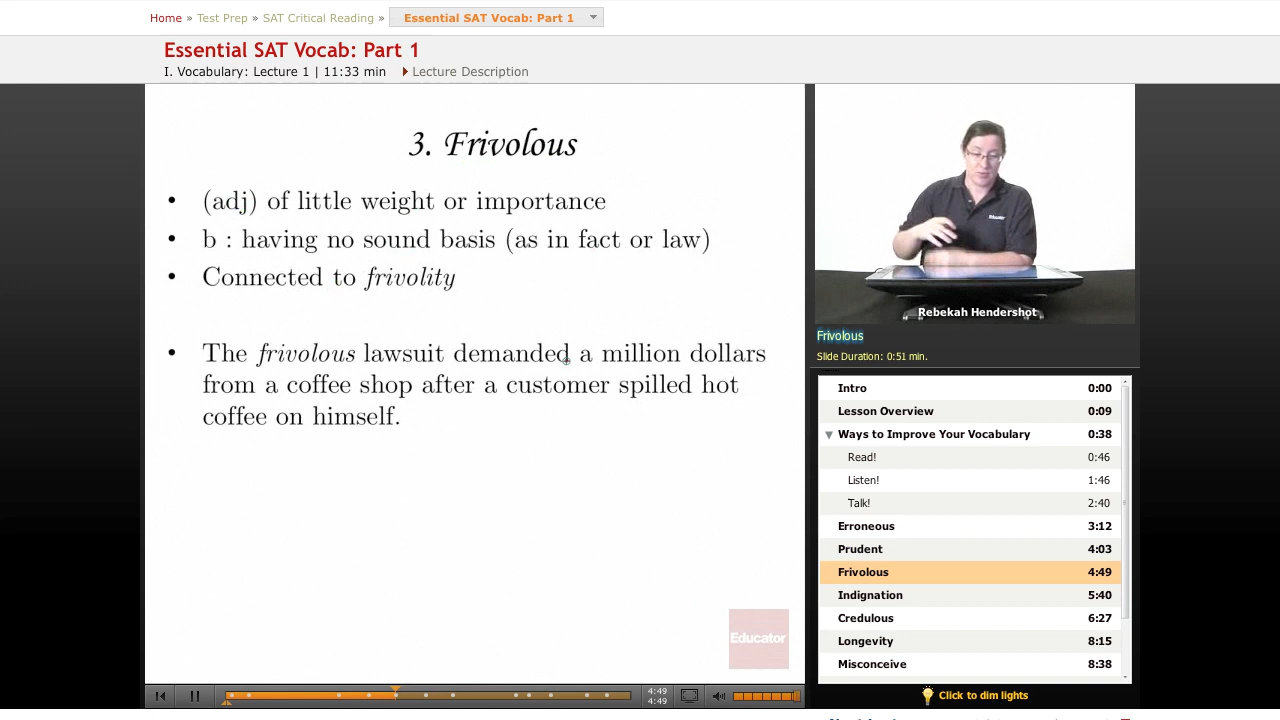 Home » Test Prep » SAT Critical Reading » Essential SAT Vocab: Part 1
Essential SAT Vocab: Part 1
I. Vocabulary: Lecture 1 | 11:33 min Lecture Description
3. Frivolous
• (adj) of little weight or importance
• b : having no sound basis (as in fact or law)
• Connected to frivolity
• The frivolous lawsuit demanded a million dollars
from a coffee shop after a customer spilled hot
coffee on himself.
Educator
4:49
4:49
Educator
Rebekah Hendershot
Frivolous
Slide Duration: 0:51 min.
Intro 0:00
Lesson Overview 0:09
Ways to Improve Your Vocabulary 0:38
Read! 0:46
Listen! 1:46
Talk! 2:40
Erroneous 3:12
Prudent 4:03
Frivolous 4:49
Indignation 5:40
Credulous 6:27
Longevity 8:15
Misconceive 8:38
Click to dim lights